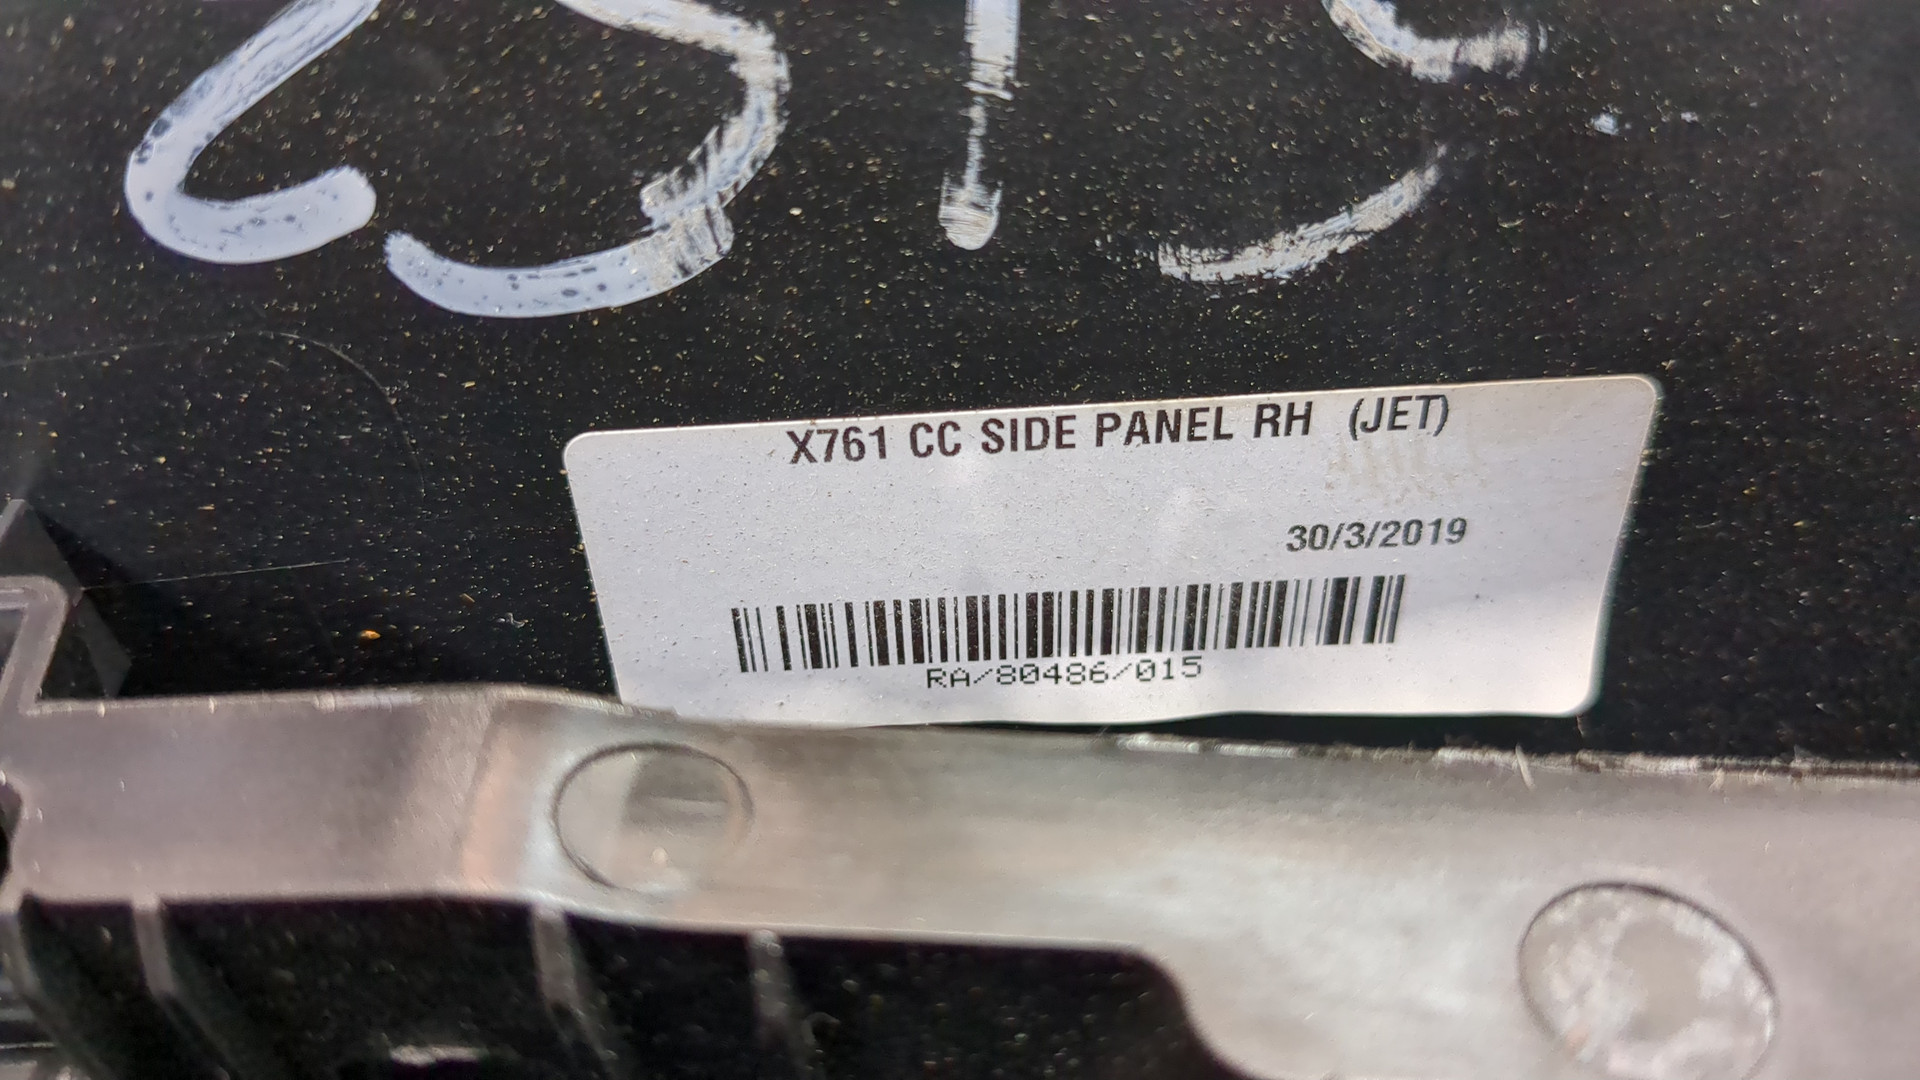 X761 CC SIDE PANEL RH (JET)
30/3/2019
RA/80486/015